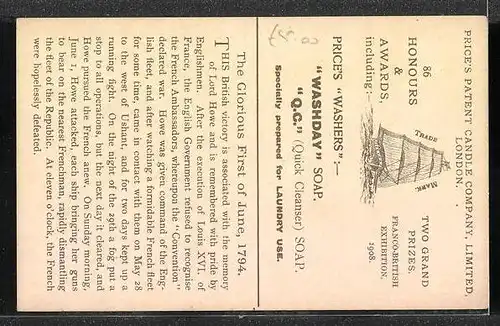 PRICE'S PATENT CANDLE COMPANY, LIMITED,
LONDON.
86
HONOURS
&
AWARDS,
including:—
TRADE
MARK.
TWO GRAND
PRIZES.
FRANCO-BRITISH
EXHIBITION,
1908.
PRICE'S "WASHERS":—
"WASHDAY" SOAP.
"Q.C." (Quick Cleanser) SOAP.
Specially prepared for LAUNDRY USE.
The Glorious First of June, 1794.
THIS British victory is associated with the memory
of Lord Howe and is remembered with pride by
Englishmen. After the execution of Louis XVI. of
France, the English Government refused to recognise
the French Ambassadors, whereupon the "Convention"
declared war. Howe was given command of the Eng-
lish fleet, and after watching a formidable French fleet
for some time, came in contact with them on May 28
to the west of Ushant, and for two days kept up a
running fight. On the night of the 29th a fog put a
stop to all operations, but the next day it cleared, and
Howe pursued the French anew. On Sunday morning,
June 1, Howe attacked, each ship bringing her guns
to bear on the nearest Frenchman, rapidly dismantling
the fleet of the Republic. At eleven o'clock, the French
were hopelessly defeated.